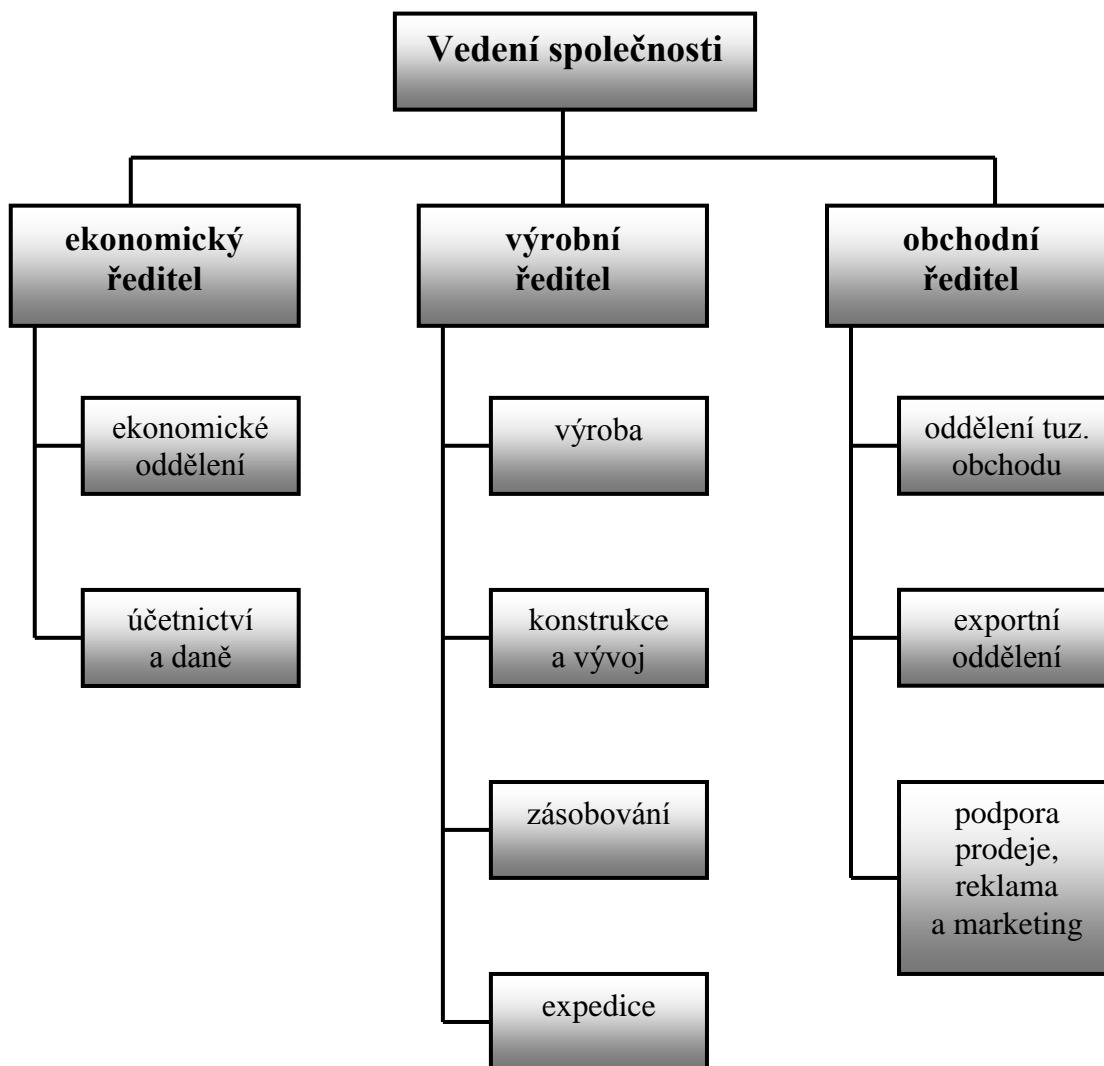 Vedení společnosti
ekonomický
ředitel
výrobní
ředitel
obchodní
ředitel
ekonomické
oddělení
výroba
oddělení tuz.
obchodu
účetnictví
a daně
konstrukce
a vývoj
exportní
oddělení
zásobování
podpora
prodeje,
reklama
a marketing
expedice